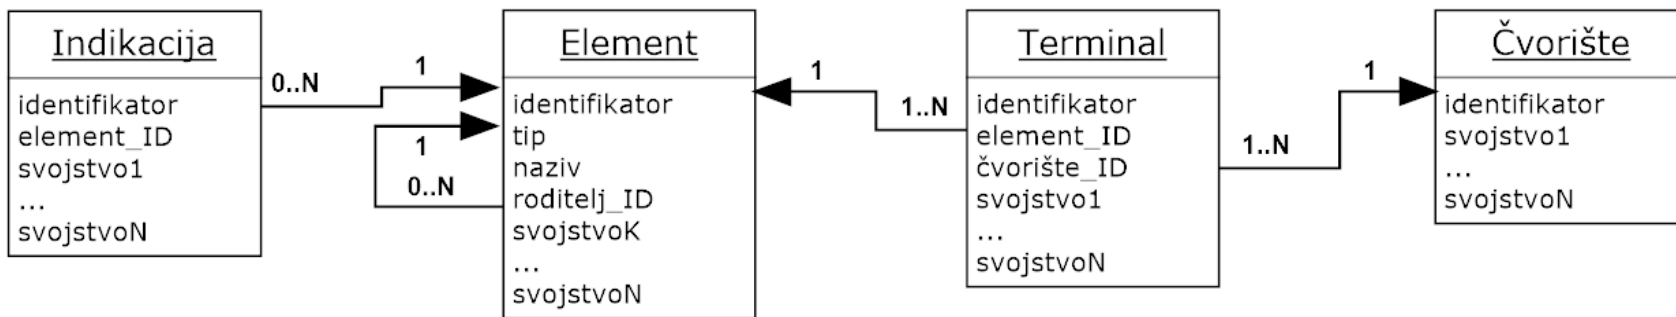 Indikacija
identifikator
element_ID
svojstvo1
...
svojstvoN
0..N
1
Element
identifikator
tip
naziv
roditelj_ID
svojstvoK
...
svojstvoN
1
0..N
1
1..N
Terminal
identifikator
element_ID
čvorište_ID
svojstvo1
...
svojstvoN
1..N
1
Čvorište
identifikator
svojstvo1
...
svojstvoN